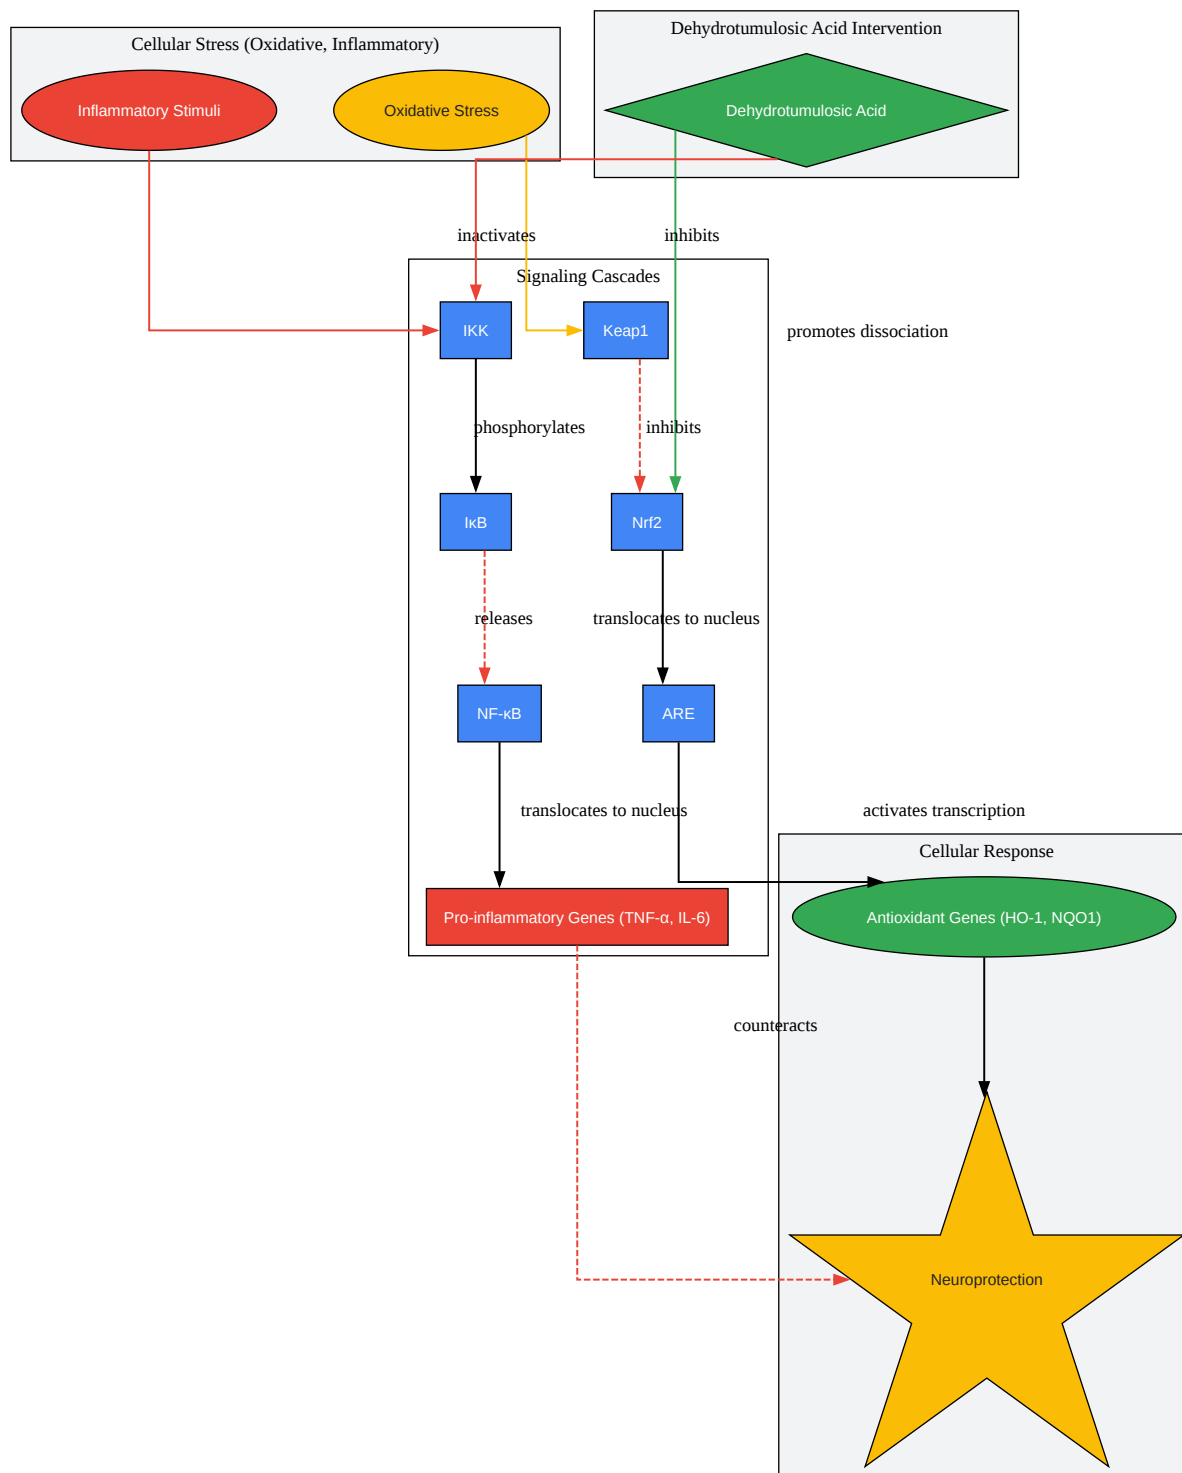 Dehydrotumulosic Acid Intervention
Cellular Stress (Oxidative, Inflammatory)
Inflammatory Stimuli
Oxidative Stress
Dehydrotumulosic Acid
inactivates
inhibits
Signaling Cascades
IKK
Keap1
promotes dissociation
phosphorylates
inhibits
IκB
Nrf2
releases
translocates to nucleus
NF-κB
ARE
translocates to nucleus
activates transcription
Cellular Response
Pro-inflammatory Genes (TNF-α, IL-6)
Antioxidant Genes (HO-1, NQO1)
counteracts
Neuroprotection